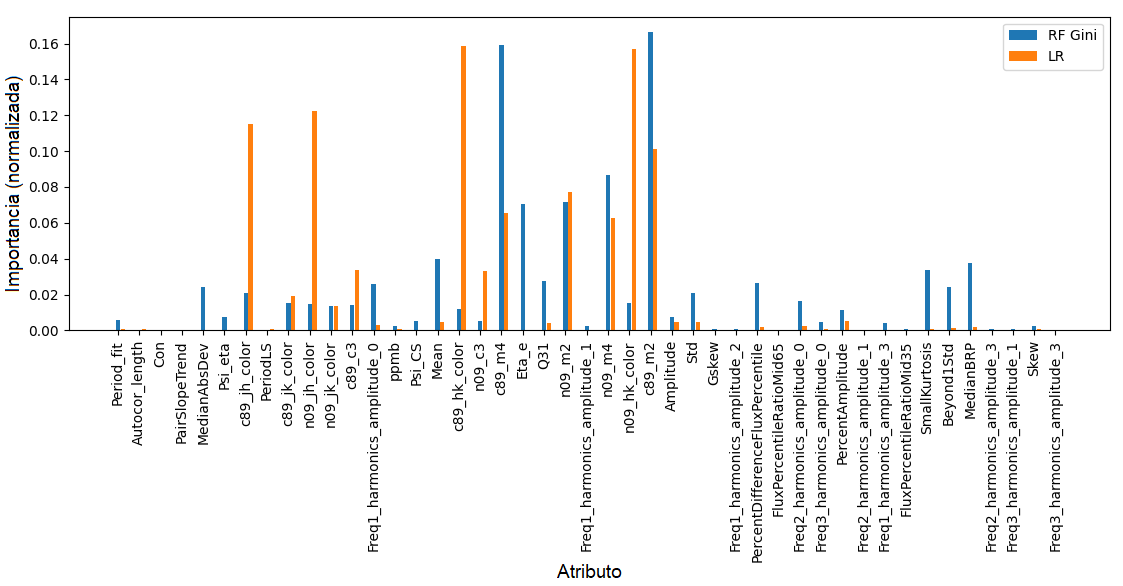 RF Gini
LR
Importancia (normalizada)
0.16
0.14
0.12
0.10
0.08
0.06
0.04
0.02
0.00
Period_fit
Autocor_length
Con
PairSlopeTrend
MedianAbsDev
Psi_eta
c89_jh_color
PeriodLS
c89_jk_color
n09_jh_color
n09_jk_color
c89_c3
Freq1_harmonics_amplitude_0
ppmb
Psi_CS
Mean
c89_hk_color
n09_c3
c89_m4
Eta_e
Q31
n09_m2
Freq1_harmonics_amplitude_1
n09_m4
n09_hk_color
c89_m2
Amplitude
Std
Gskew
Freq1_harmonics_amplitude_2
PercentDifferenceFluxPercentile
FluxPercentileRatioMid65
Freq2_harmonics_amplitude_0
Freq3_harmonics_amplitude_0
PercentAmplitude
Freq2_harmonics_amplitude_1
Freq1_harmonics_amplitude_3
FluxPercentileRatioMid35
SmallKurtosis
Beyond1Std
MedianBRP
Freq2_harmonics_amplitude_3
Freq3_harmonics_amplitude_1
Skew
Freq3_harmonics_amplitude_3
Atributo